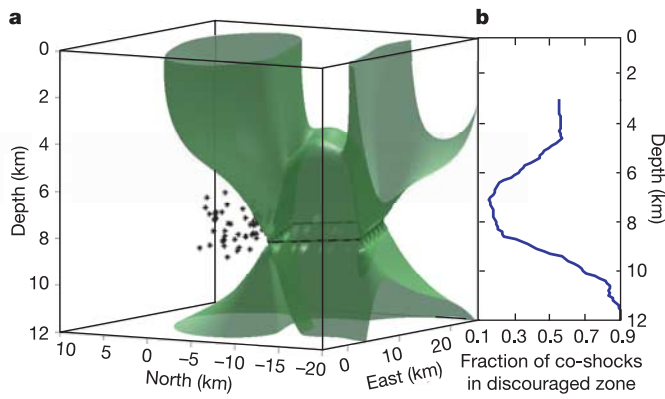 a
b
0
2
4
6
8
10
12
Depth (km)
10
5
0
−5
−10
−15
−20
North (km)
0
10
20
East (km)
0
2
4
6
8
10
12
Depth (km)
0.1 0.3 0.5 0.7 0.9
Fraction of co-shocks
in discouraged zone